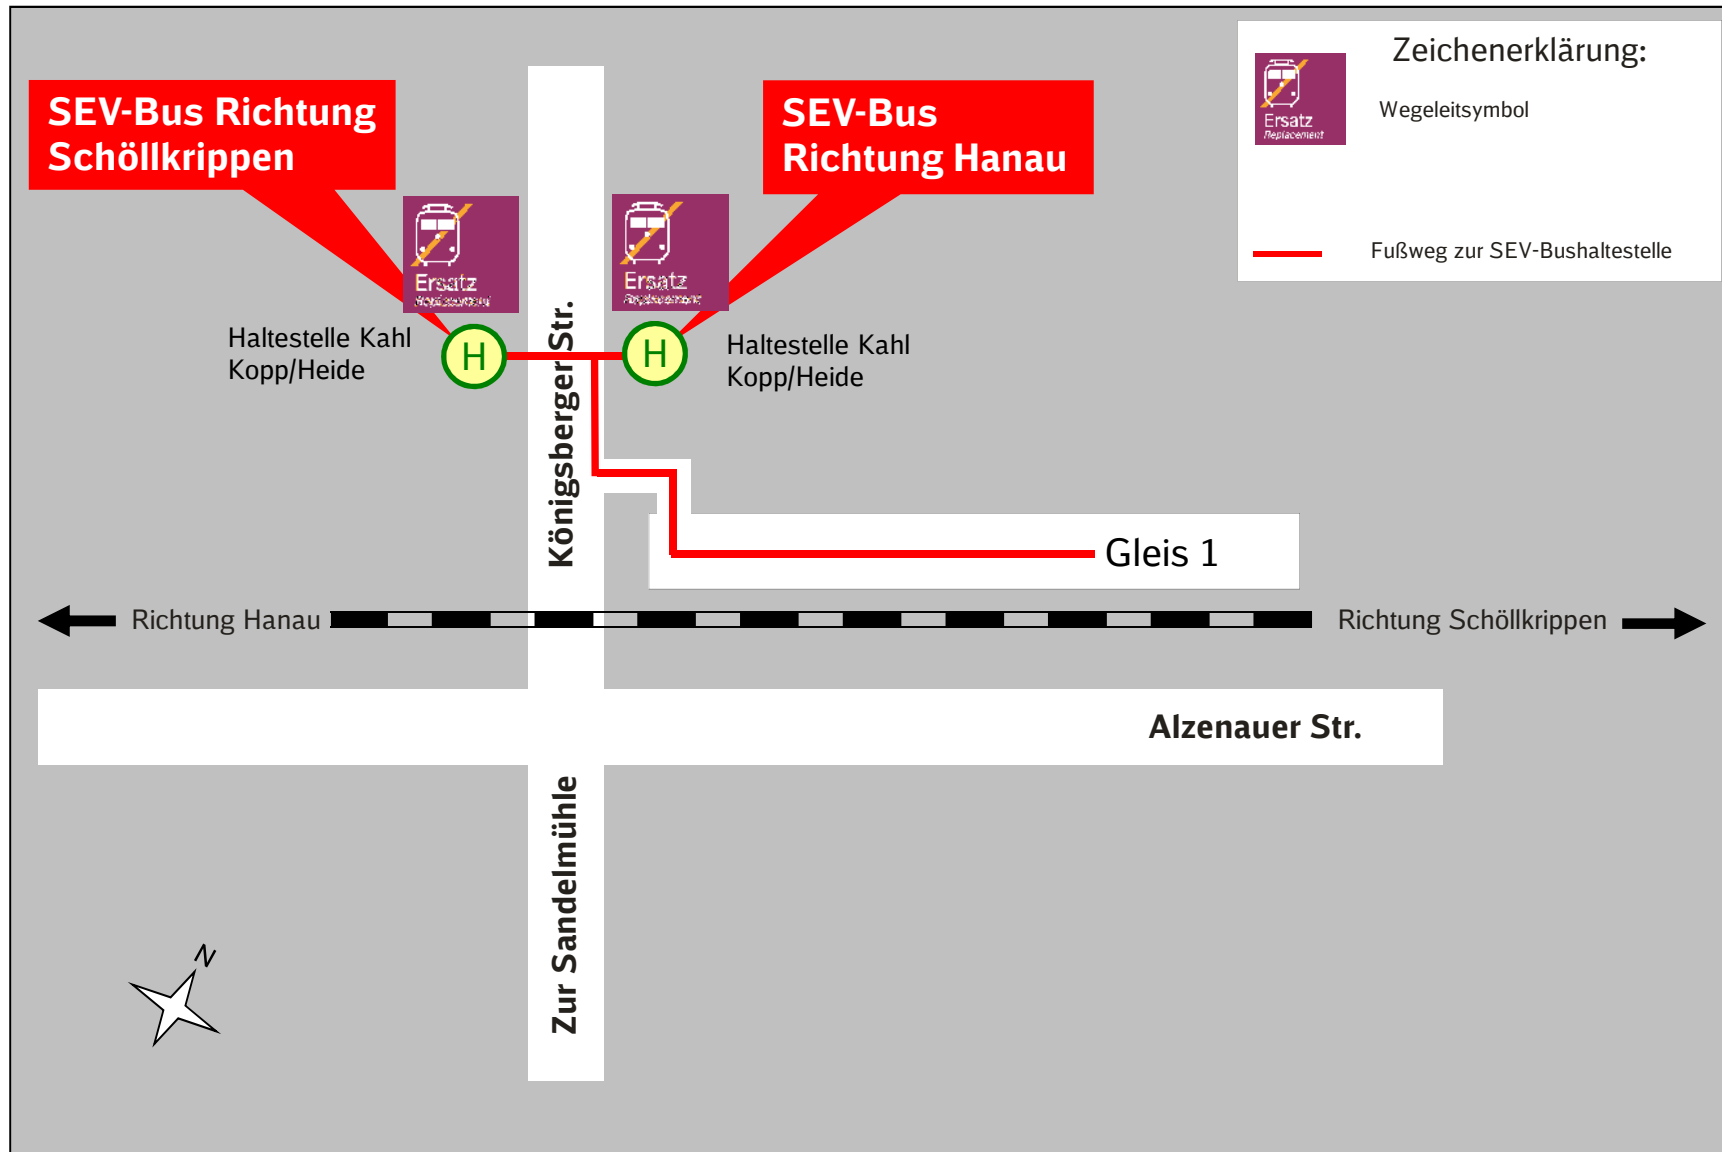 SEV-Bus Richtung
Schöllkrippen
SEV-Bus
Richtung Hanau
Zeichenerklärung:
Ersatz
Replacement
Wegeleitsymbol
Fußweg zur SEV-Bushaltestelle
Ersatz
Replacement
Ersatz
Replacement
Haltestelle Kahl
Kopp/Heide
H
H
Haltestelle Kahl
Kopp/Heide
Königsberger Str.
Gleis 1
Richtung Hanau
Richtung Schöllkrippen
Alzenauer Str.
Zur Sandelmühle
N